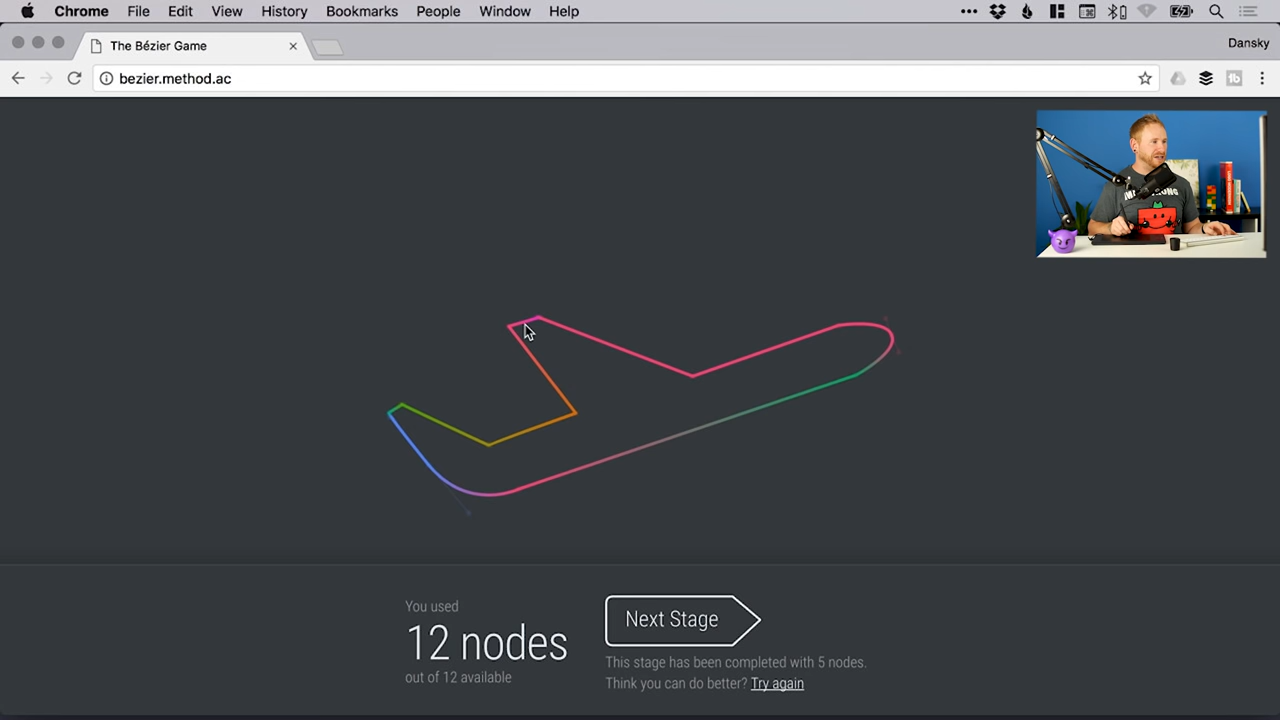 Chrome File Edit View History Bookmarks People Window Help
The Bézier Game
Dansky
bezier.method.ac
You used
12 nodes
out of 12 available
Next Stage
This stage has been completed with 5 nodes.
Think you can do better? Try again